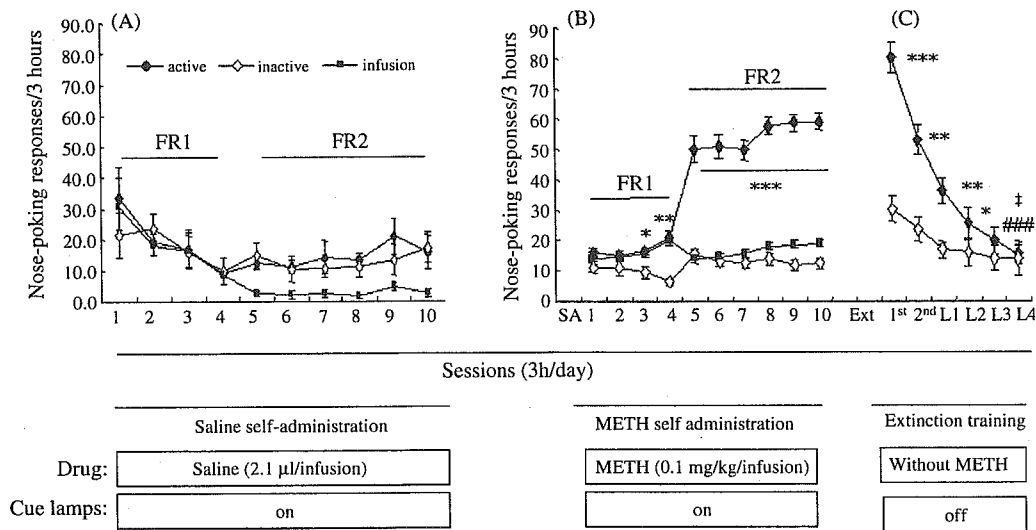 (A)
90.0
80.0
70.0
60.0
50.0
40.0
30.0
20.0
10.0
0.0
Nose-poking responses/3 hours
active inactive infusion
FR1 FR2
1 2 3 4 5 6 7 8 9 10
(B)
90
80
70
60
50
40
30
20
10
0
Nose-poking responses/3 hours
FR2
FR1
***
**
*
SA 1 2 3 4 5 6 7 8 9 10
(C)
***
**
**
*
‡
###
Ext 1st 2nd L1 L2 L3 L4
Sessions (3h/day)
Saline self-administration METH self administration Extinction training
Drug: Saline (2.1 μl/infusion) METH (0.1 mg/kg/infusion) Without METH
Cue lamps: on on off